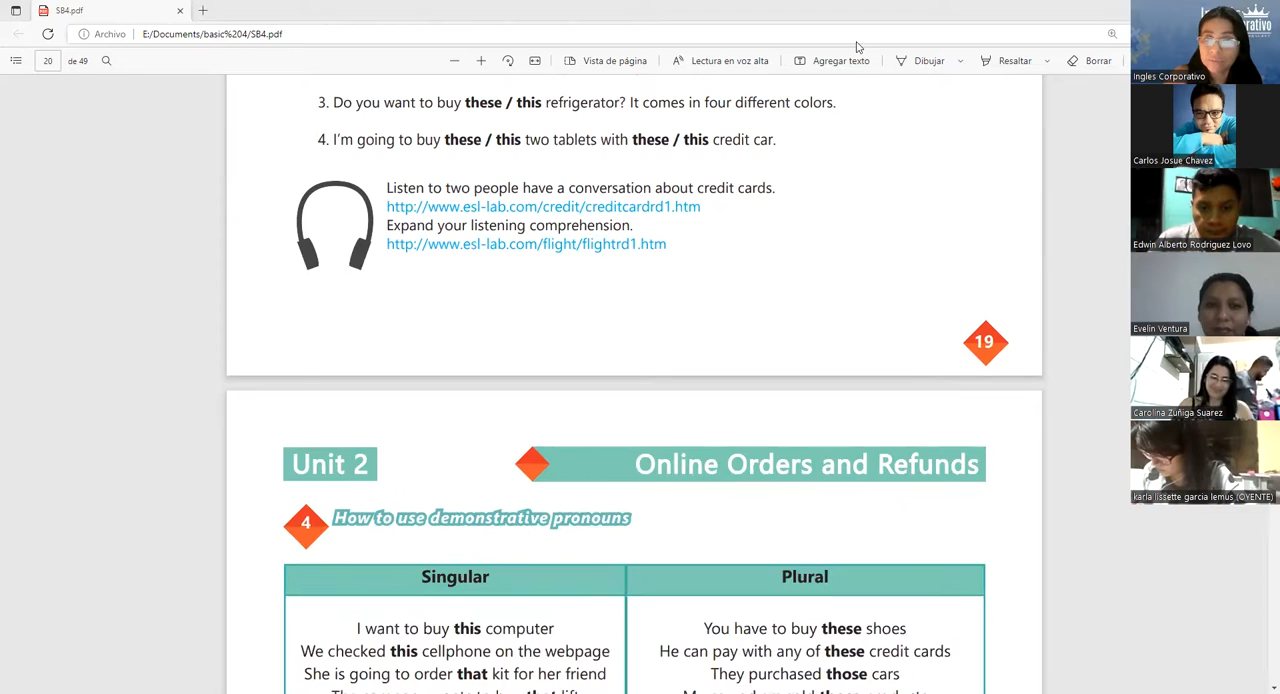 SB4.pdf
Archivo
E:/Documents/basic%204/SB4.pdf
20
de 49
Vista de página
Lectura en voz alta
Agregar texto
Dibujar
Resaltar
Borrar
3. Do you want to buy these / this refrigerator? It comes in four different colors.
4. I'm going to buy these / this two tablets with these / this credit car.
Listen to two people have a conversation about credit cards.
http://www.esl-lab.com/credit/creditcardrd1.htm
Expand your listening comprehension.
http://www.esl-lab.com/flight/flightrd1.htm
19
Unit 2
Online Orders and Refunds
4
How to use demonstrative pronouns
Singular
Plural
I want to buy this computer
You have to buy these shoes
We checked this cellphone on the webpage
He can pay with any of these credit cards
She is going to order that kit for her friend
They purchased those cars
Ingles Corporativo
Carlos Josue Chavez
Edwin Alberto Rodriguez Lovo
Evelin Ventura
Carolina Zuñiga Suarez
karla lissette garcia lemus (OYENTE)